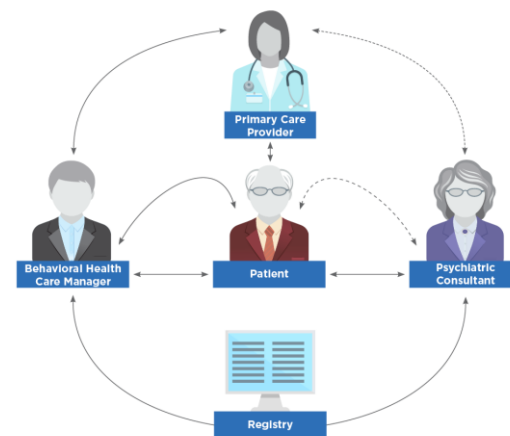 Primary Care
Provider
Behavioral Health
Care Manager
Patient
Psychiatric
Consultant
Registry